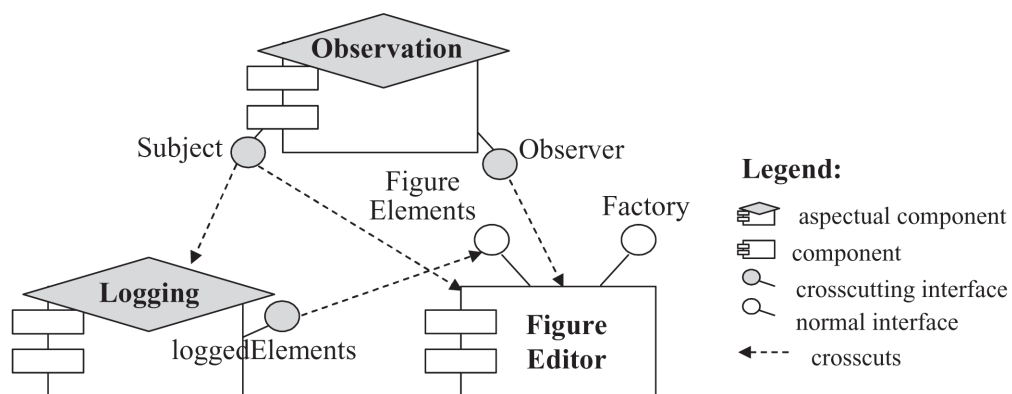 Observation
Subject
Observer
Figure
Elements
Factory
Logging
loggedElements
Figure
Editor
Legend:
aspectual component
component
crosscutting interface
normal interface
crosscuts